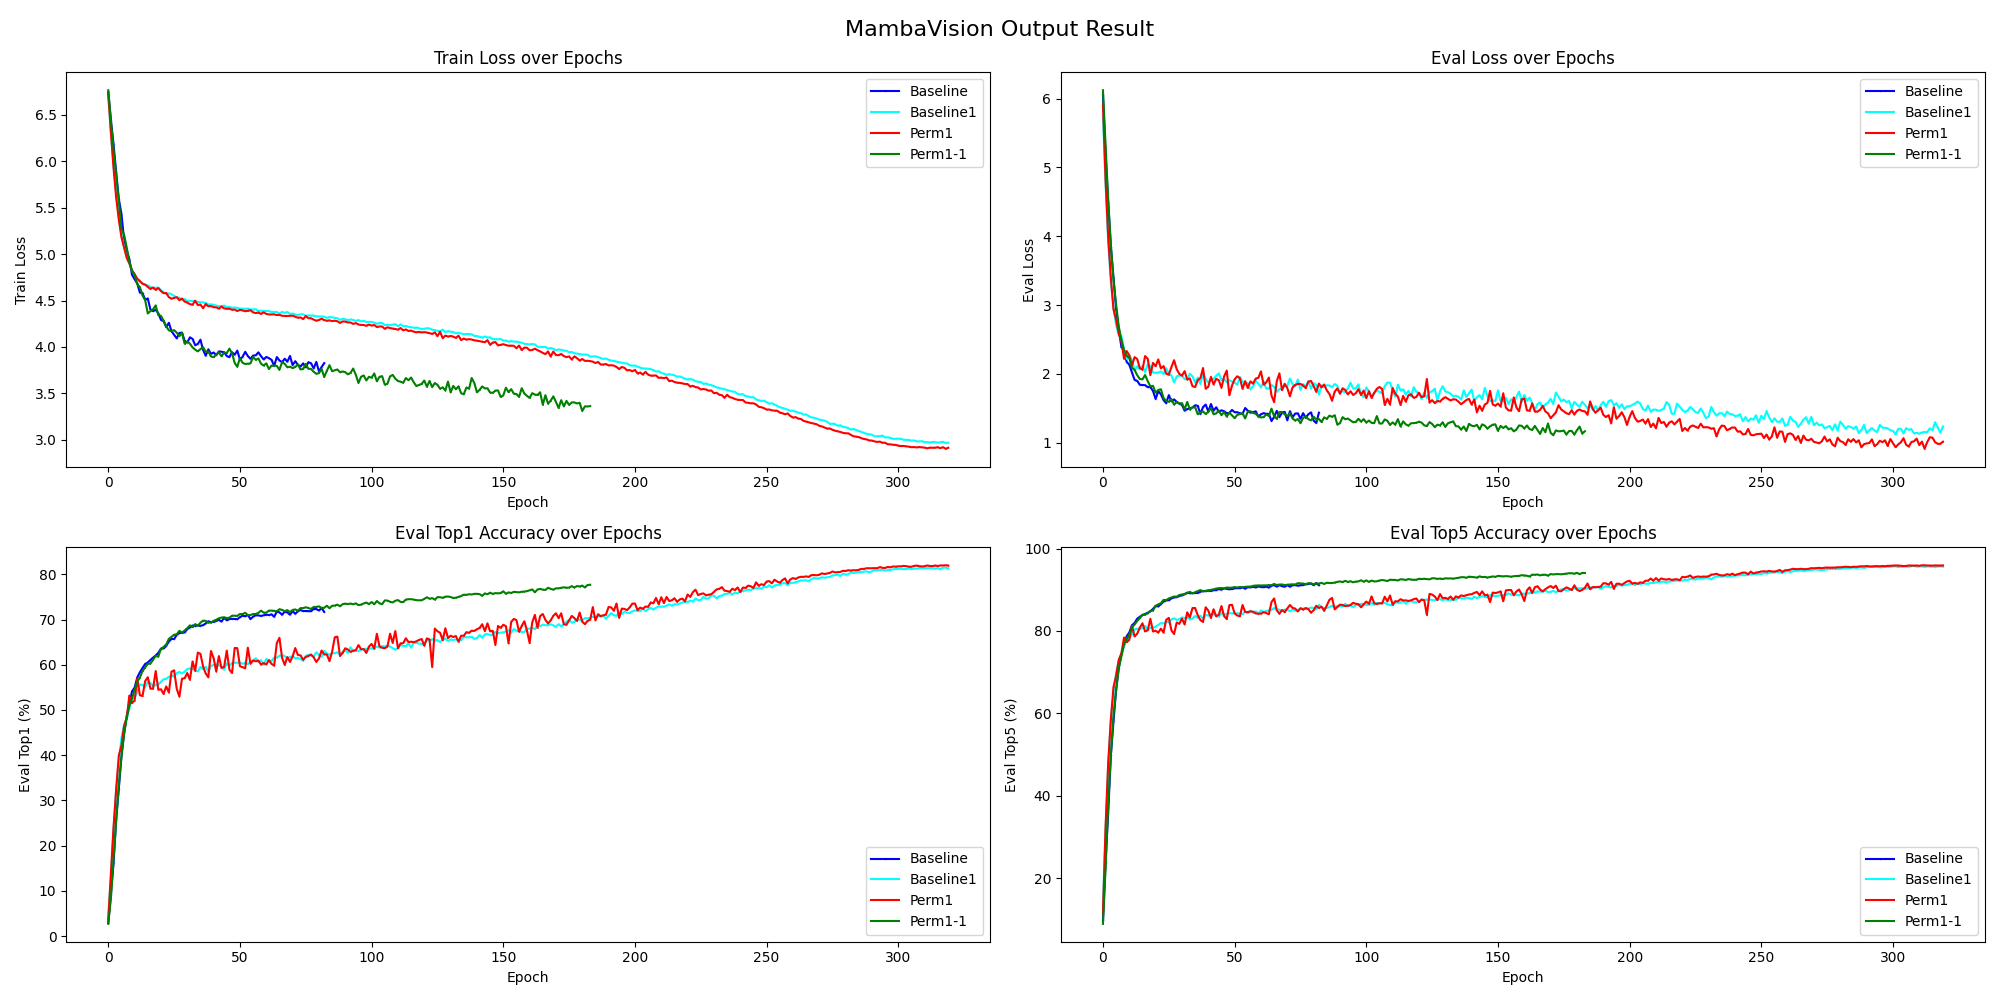 MambaVision Output Result
Train Loss over Epochs
Train Loss
6.5
6.0
5.5
5.0
4.5
4.0
3.5
3.0
0 50 100 150 200 250 300
Epoch
Baseline
Baseline1
Perm1
Perm1-1
Eval Loss over Epochs
Eval Loss
6
5
4
3
2
1
0 50 100 150 200 250 300
Epoch
Baseline
Baseline1
Perm1
Perm1-1
Eval Top1 Accuracy over Epochs
Eval Top1 (%)
80
70
60
50
40
30
20
10
0
0 50 100 150 200 250 300
Epoch
Baseline
Baseline1
Perm1
Perm1-1
Eval Top5 Accuracy over Epochs
Eval Top5 (%)
100
80
60
40
20
0 50 100 150 200 250 300
Epoch
Baseline
Baseline1
Perm1
Perm1-1